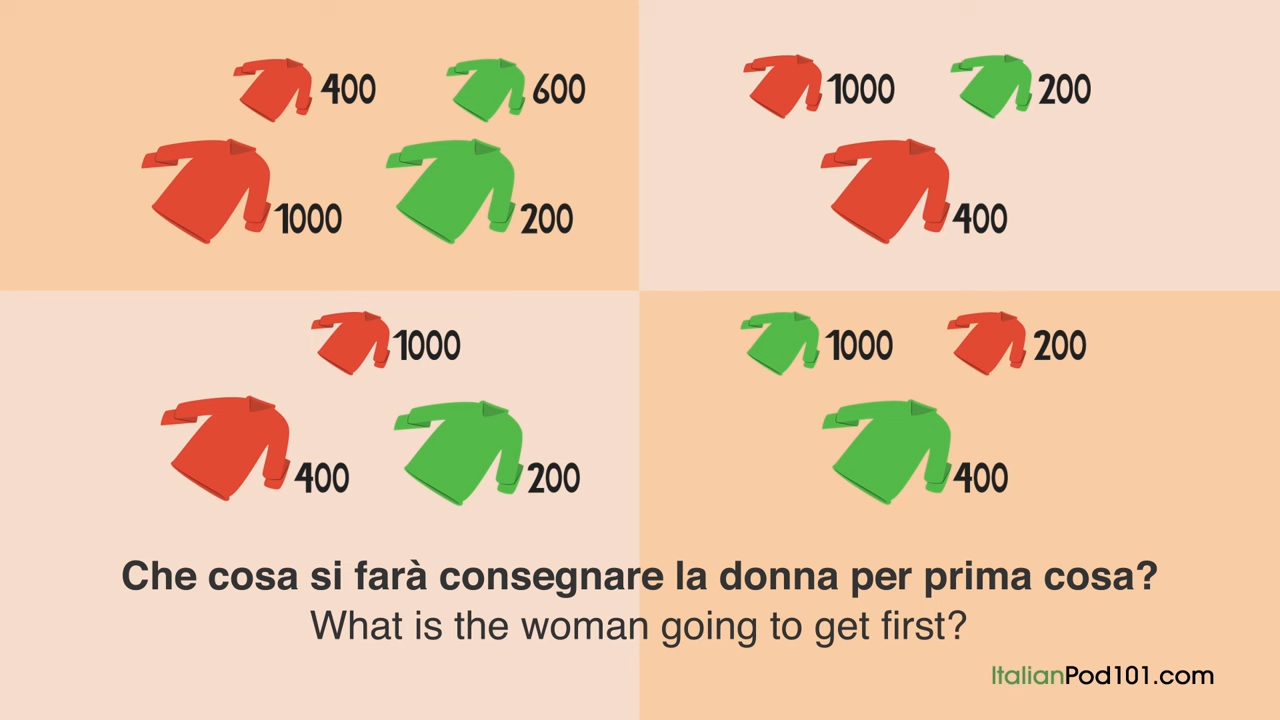 400 600
1000 200
1000 200
400
1000
400 200
1000 200
400
Che cosa si farà consegnare la donna per prima cosa?
What is the woman going to get first?
ItalianPod101.com